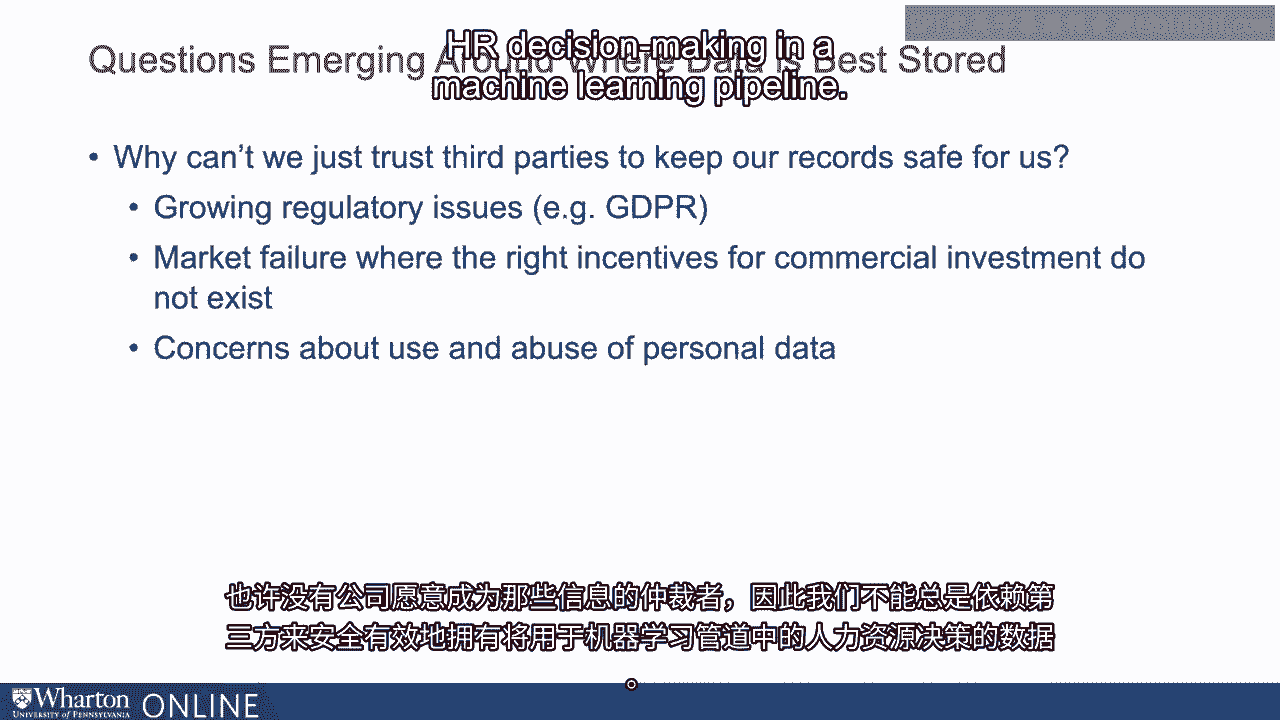 HR decision-making in a
machine learning pipeline.
Questions Emerging Around Where Data is Best Stored
• Why can’t we just trust third parties to keep our records safe for us?
• Growing regulatory issues (e.g. GDPR)
• Market failure where the right incentives for commercial investment do
not exist
• Concerns about use and abuse of personal data
也许没有公司愿意成为那些信息的仲裁者，因此我们不能总是依赖第
三方来安全有效地拥有将用于机器学习管道中的人力资源决策的数据
Wharton ONLINE
UNIVERSITY of PENNSYLVANIA